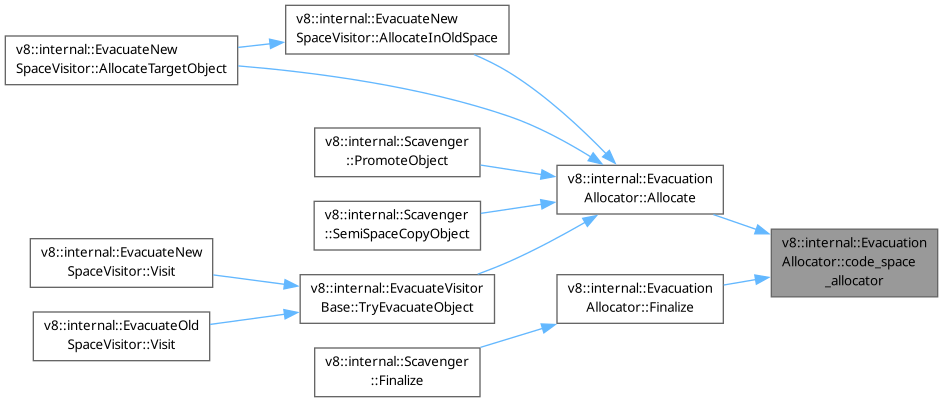 v8::internal::EvacuateNew
SpaceVisitor::AllocateInOldSpace
v8::internal::EvacuateNew
SpaceVisitor::AllocateTargetObject
v8::internal::Scavenger
::PromoteObject
v8::internal::Evacuation
Allocator::Allocate
v8::internal::Scavenger
::SemiSpaceCopyObject
v8::internal::Evacuation
Allocator::code_space
_allocator
v8::internal::EvacuateNew
SpaceVisitor::Visit
v8::internal::EvacuateVisitor
Base::TryEvacuateObject
v8::internal::Evacuation
Allocator::Finalize
v8::internal::EvacuateOld
SpaceVisitor::Visit
v8::internal::Scavenger
::Finalize